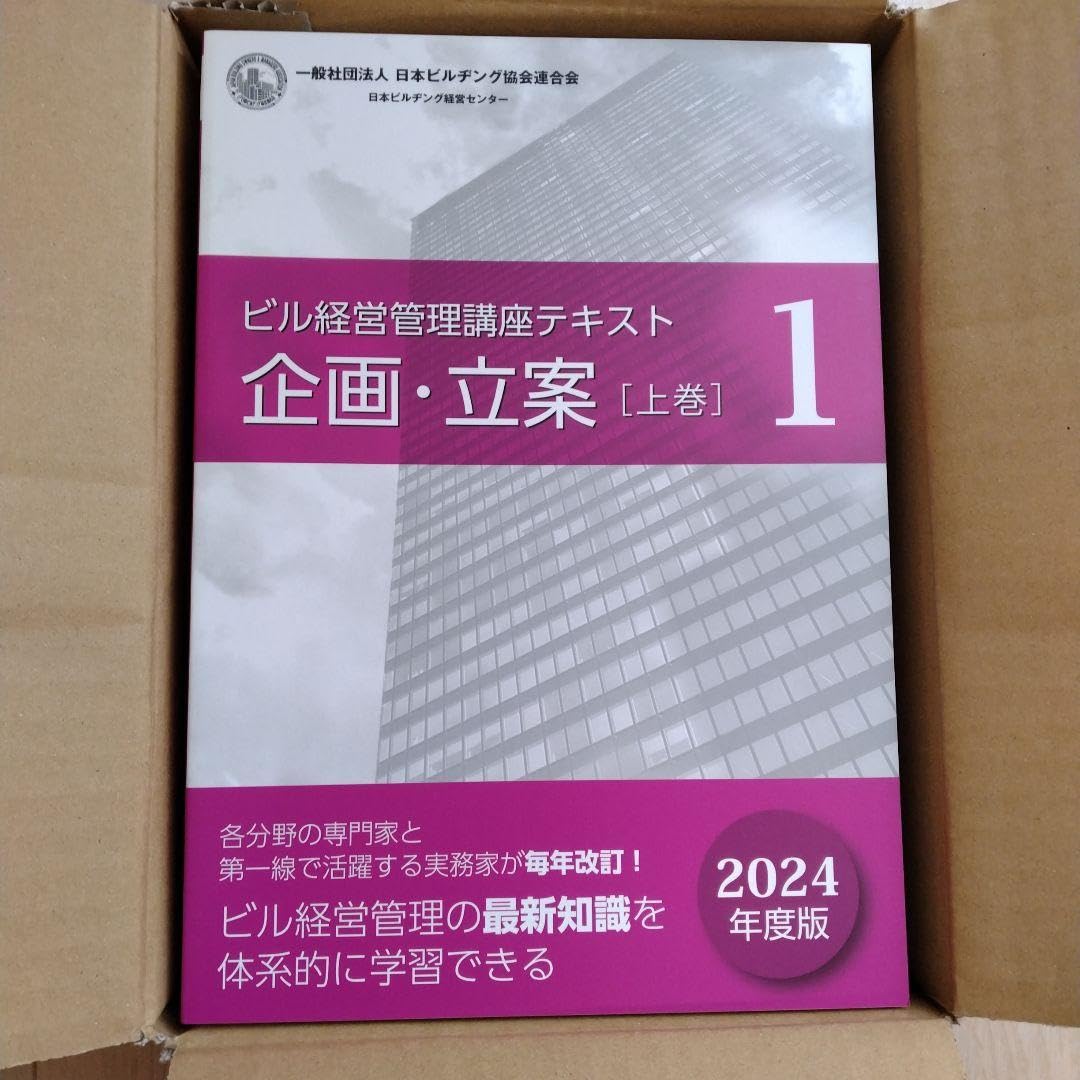 一般社団法人 日本ビルヂング協会連合会
日本ビルヂング経営センター
ビル経営管理講座テキスト
企画・立案 [上巻] 1
各分野の専門家と
第一線で活躍する実務家が毎年改訂！
ビル経営管理の最新知識を
体系的に学習できる
2024
年度版